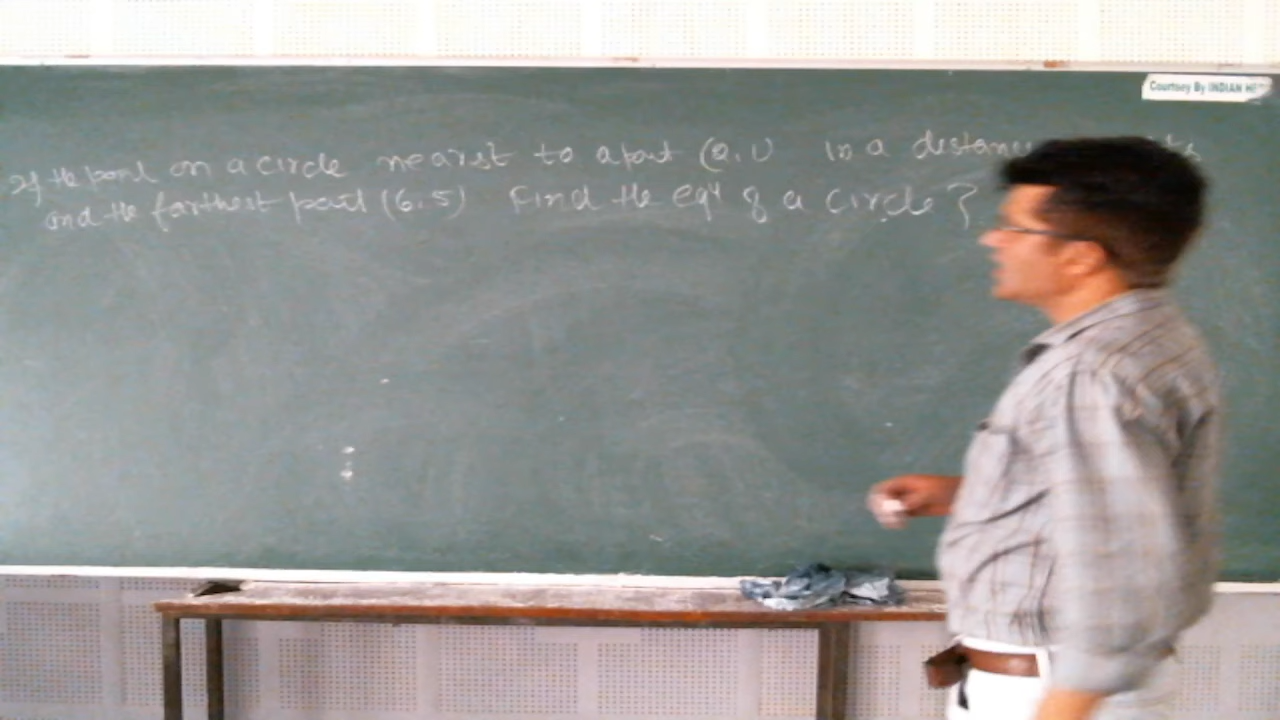 Courtsey By INDIAN
If the point on a circle nearest to a point (2,1) is a distance
and the farthest point (6,5) Find the eqn of a circle?